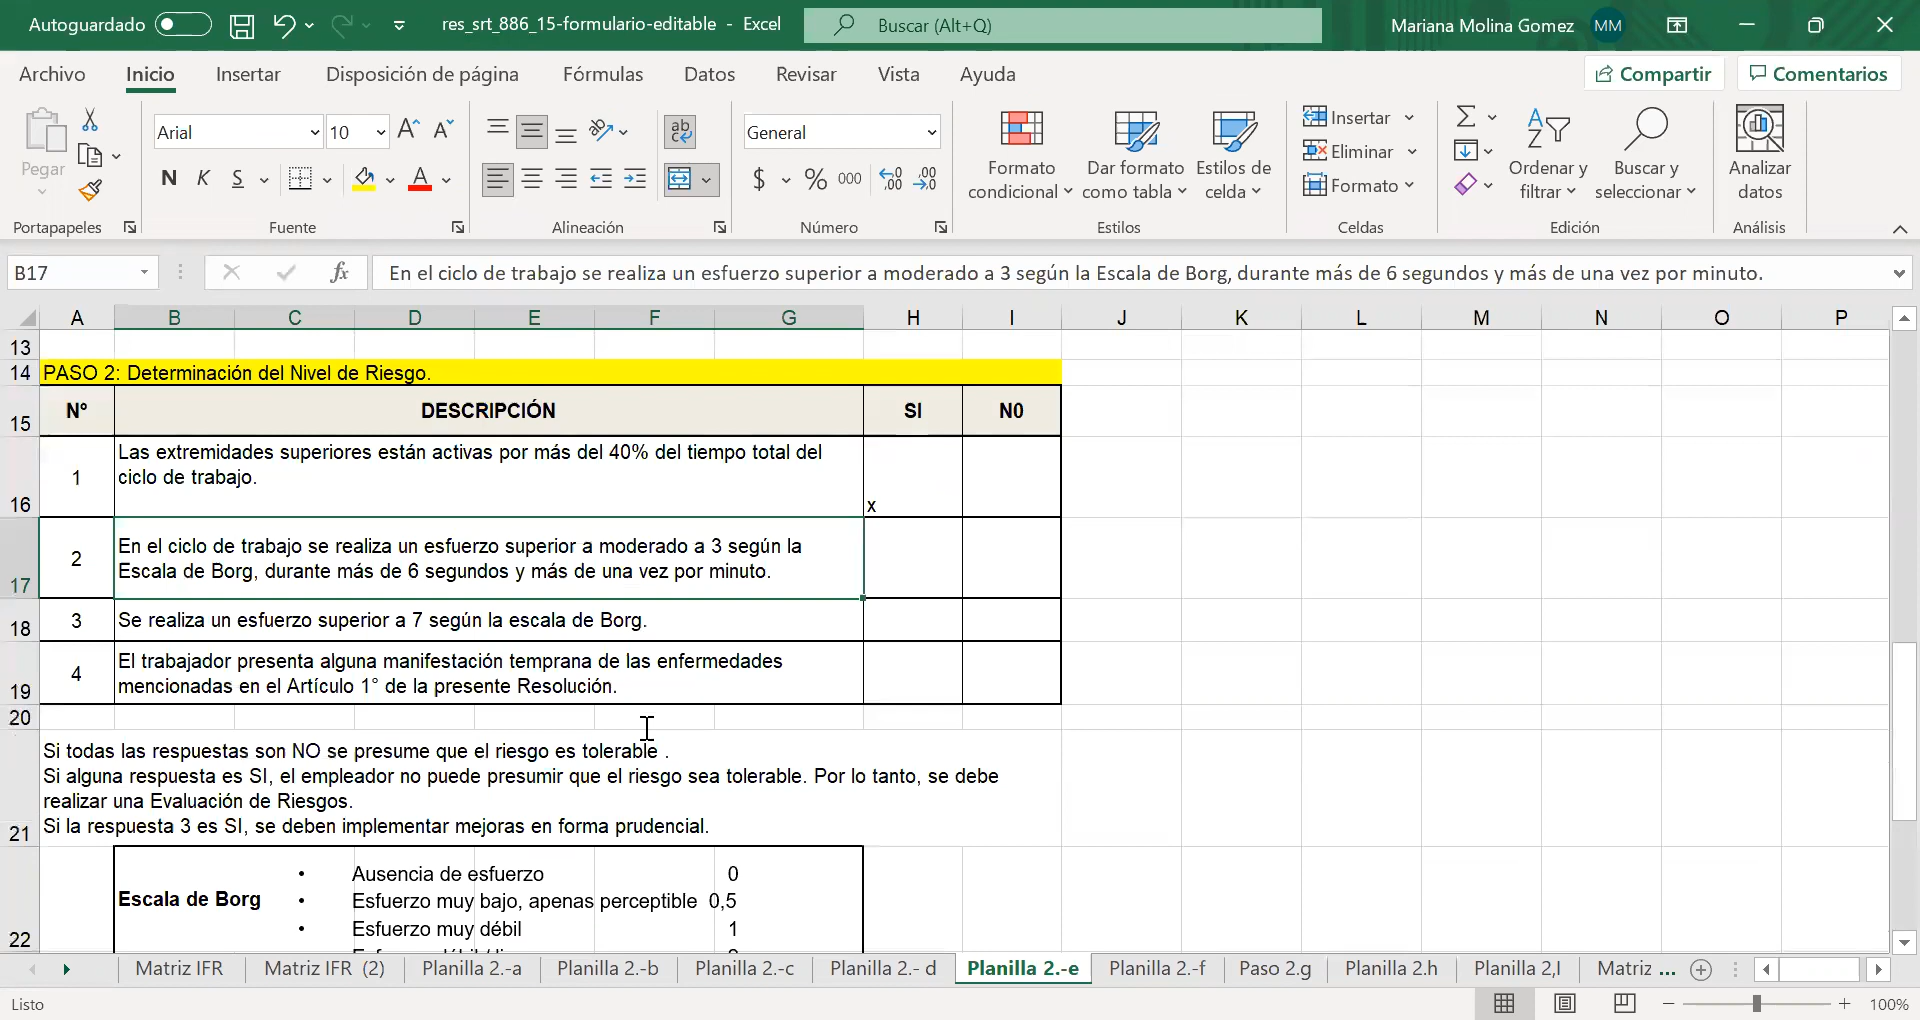 Autoguardado
res_srt_886_15-formulario-editable - Excel
Buscar (Alt+Q)
Mariana Molina Gomez MM
Archivo Inicio Insertar Disposición de página Fórmulas Datos Revisar Vista Ayuda
Compartir Comentarios
Pegar
Arial 10
N K S
General
$ % 000
Formato condicional
Dar formato como tabla
Estilos de celda
Insertar
Eliminar
Formato
Ordenar y filtrar
Buscar y seleccionar
Analizar datos
Portapapeles Fuente Alineación Número Estilos Celdas Edición Análisis
B17 fx En el ciclo de trabajo se realiza un esfuerzo superior a moderado a 3 según la Escala de Borg, durante más de 6 segundos y más de una vez por minuto.
A B C D E F G H I J K L M N O P
13
14 PASO 2: Determinación del Nivel de Riesgo.
15 Nº DESCRIPCIÓN SI N0
Las extremidades superiores están activas por más del 40% del tiempo total del
1 ciclo de trabajo.
16 x
En el ciclo de trabajo se realiza un esfuerzo superior a moderado a 3 según la
2 Escala de Borg, durante más de 6 segundos y más de una vez por minuto.
17
18 3 Se realiza un esfuerzo superior a 7 según la escala de Borg.
El trabajador presenta alguna manifestación temprana de las enfermedades
4 mencionadas en el Artículo 1° de la presente Resolución.
19
20
Si todas las respuestas son NO se presume que el riesgo es tolerable .
Si alguna respuesta es SI, el empleador no puede presumir que el riesgo sea tolerable. Por lo tanto, se debe
realizar una Evaluación de Riesgos.
21 Si la respuesta 3 es SI, se deben implementar mejoras en forma prudencial.
• Ausencia de esfuerzo 0
Escala de Borg • Esfuerzo muy bajo, apenas perceptible 0,5
• Esfuerzo muy débil 1
22
Matriz IFR Matriz IFR (2) Planilla 2.-a Planilla 2.-b Planilla 2.-c Planilla 2.- d Planilla 2.-e Planilla 2.-f Paso 2.g Planilla 2.h Planilla 2,I Matriz ...
Listo 100%